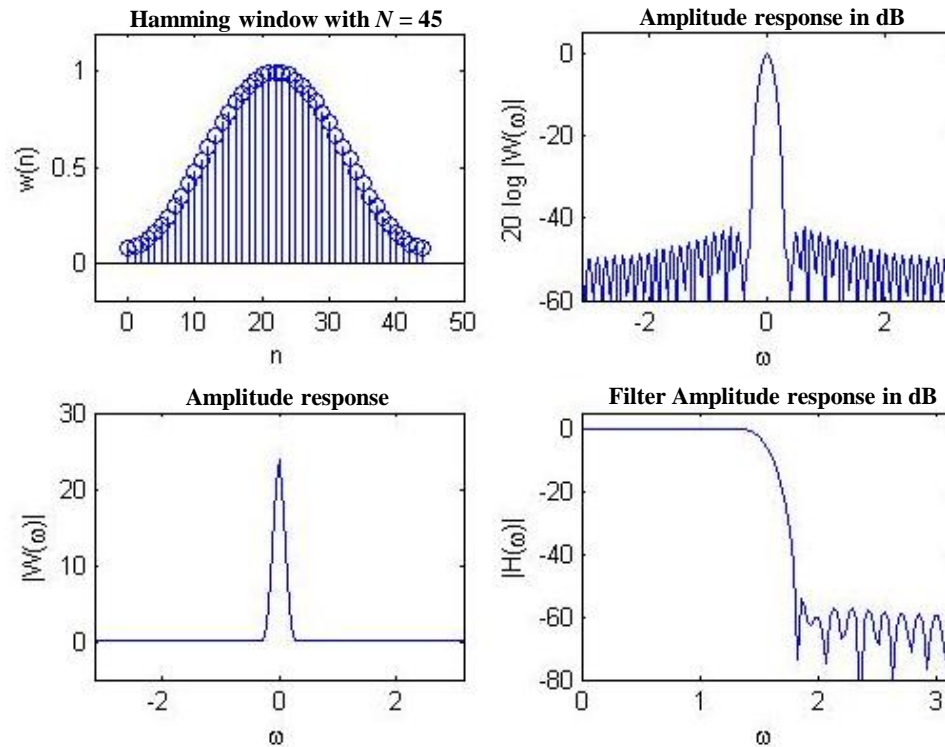 Hamming window with N = 45
w(n)
1
0.5
0
0 10 20 30 40 50
n
Amplitude response in dB
20 log |W(ω)|
0
-20
-40
-60
-2 0 2
ω
Amplitude response
|W(ω)|
30
20
10
0
-2 0 2
ω
Filter Amplitude response in dB
|H(ω)|
0
-20
-40
-60
-80
0 1 2 3
ω